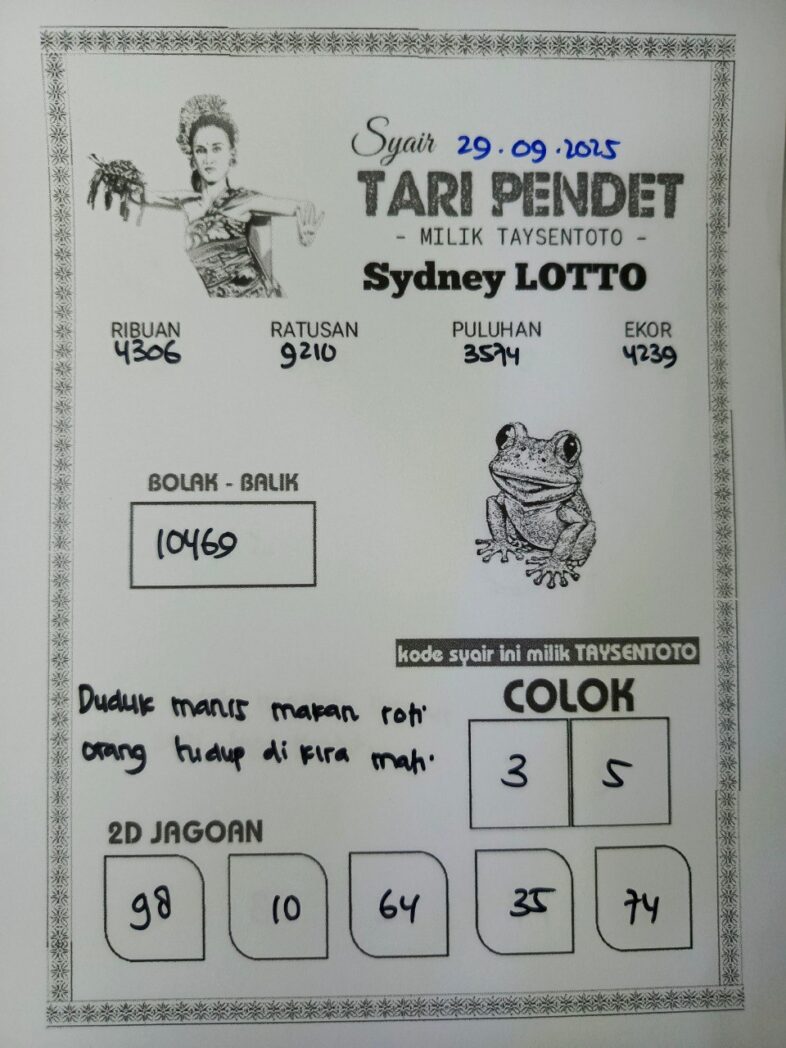 Syair 29.09.2025
TARI PENDET
- MILIK TAYSENTOTO -
Sydney LOTTO
RIBUAN RATUSAN PULUHAN EKOR
4306 9210 3574 4239
BOLAK - BALIK
10469
kode syair ini milik TAYSENTOTO
COLOK
3 5
Duduk manis makan roti
orang hudup di kira mati.
2D JAGOAN
98 10 64 35 74